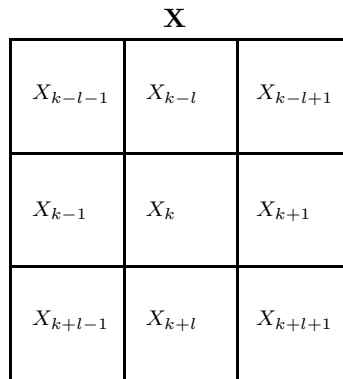 X
X_{k-l-1} X_{k-l} X_{k-l+1}
X_{k-1} X_k X_{k+1}
X_{k+l-1} X_{k+l} X_{k+l+1}